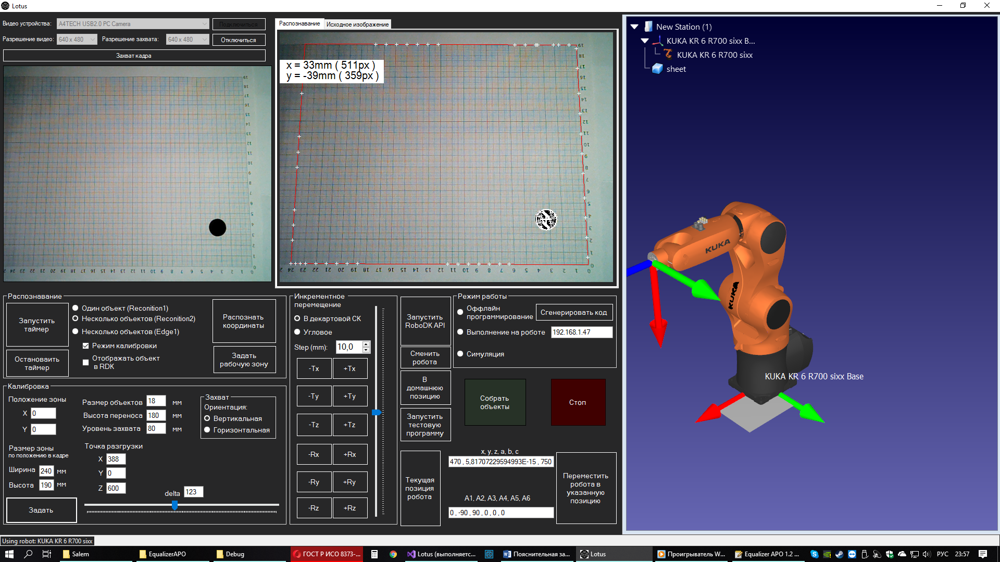 Lotus
Видео устройства:
A4TECH USB2.0 PC Camera
Подключиться
Разрешение видео:
640 x 480
Разрешение захвата:
640 x 480
Отключиться
Захват кадра
Распознавание
Исходное изображение
x = 33mm ( 511px )
y = -39mm ( 359px )
New Station (1)
KUKA KR 6 R700 sixx B...
KUKA KR 6 R700 sixx
sheet
KUKA
KUKA
KUKA KR 6 R700 sixx Base
Распознавание
Запустить
таймер
Остановаить
таймер
Один объект (Reconition1)
Несколько объектов (Reconition2)
Несколько объектов (Edge1)
Режим калибровки
Отображать объект
в RDK
Распознать
координаты
Задать
рабочую зону
Калибровка
Положение зоны
X 0
Y 0
Размер зоны
по положению в кадре
Ширина 240 мм
Высота 190 мм
Задать
Размер объектов 18 мм
Высота переноса 180 мм
Уровень захвата 80 мм
Точка разгрузки
X 388
Y 0
Z 600
Захват
Ориентация:
Вертикальная
Горизонтальная
delta 123
Инкрементное
перемещение
В декартовой СК
Угловое
Step (mm): 10,0
-Tx +Tx
-Ty +Ty
-Tz +Tz
-Rx +Rx
-Ry +Ry
-Rz +Rz
Запустить
RoboDK API
Сменить
робота
В
домашнюю
позицию
Запустить
тестовую
программу
Текущая
позиция
робота
Режим работы
Оффлайн
программирование
Сгенерировать код
Выполнение на роботе
192.168.1.47
Симуляция
Собрать
объекты
Стоп
x, y, z, a, b, c
470 , 5,81707229594993E-15 , 750
A1, A2, A3, A4, A5, A6
0 , -90 , 90 , 0 , 0 , 0
Переместить
робота в
указанную
позицию
Using robot: KUKA KR 6 R700 sixx
Salem
EqualizerAPO
Debug
ГОСТ Р ИСО 8373-...
Lotus (выполняетс...
Пояснительная за...
Lotus
Проигрыватель W...
Equalizer APO 1.2 ...
РУС
23:57